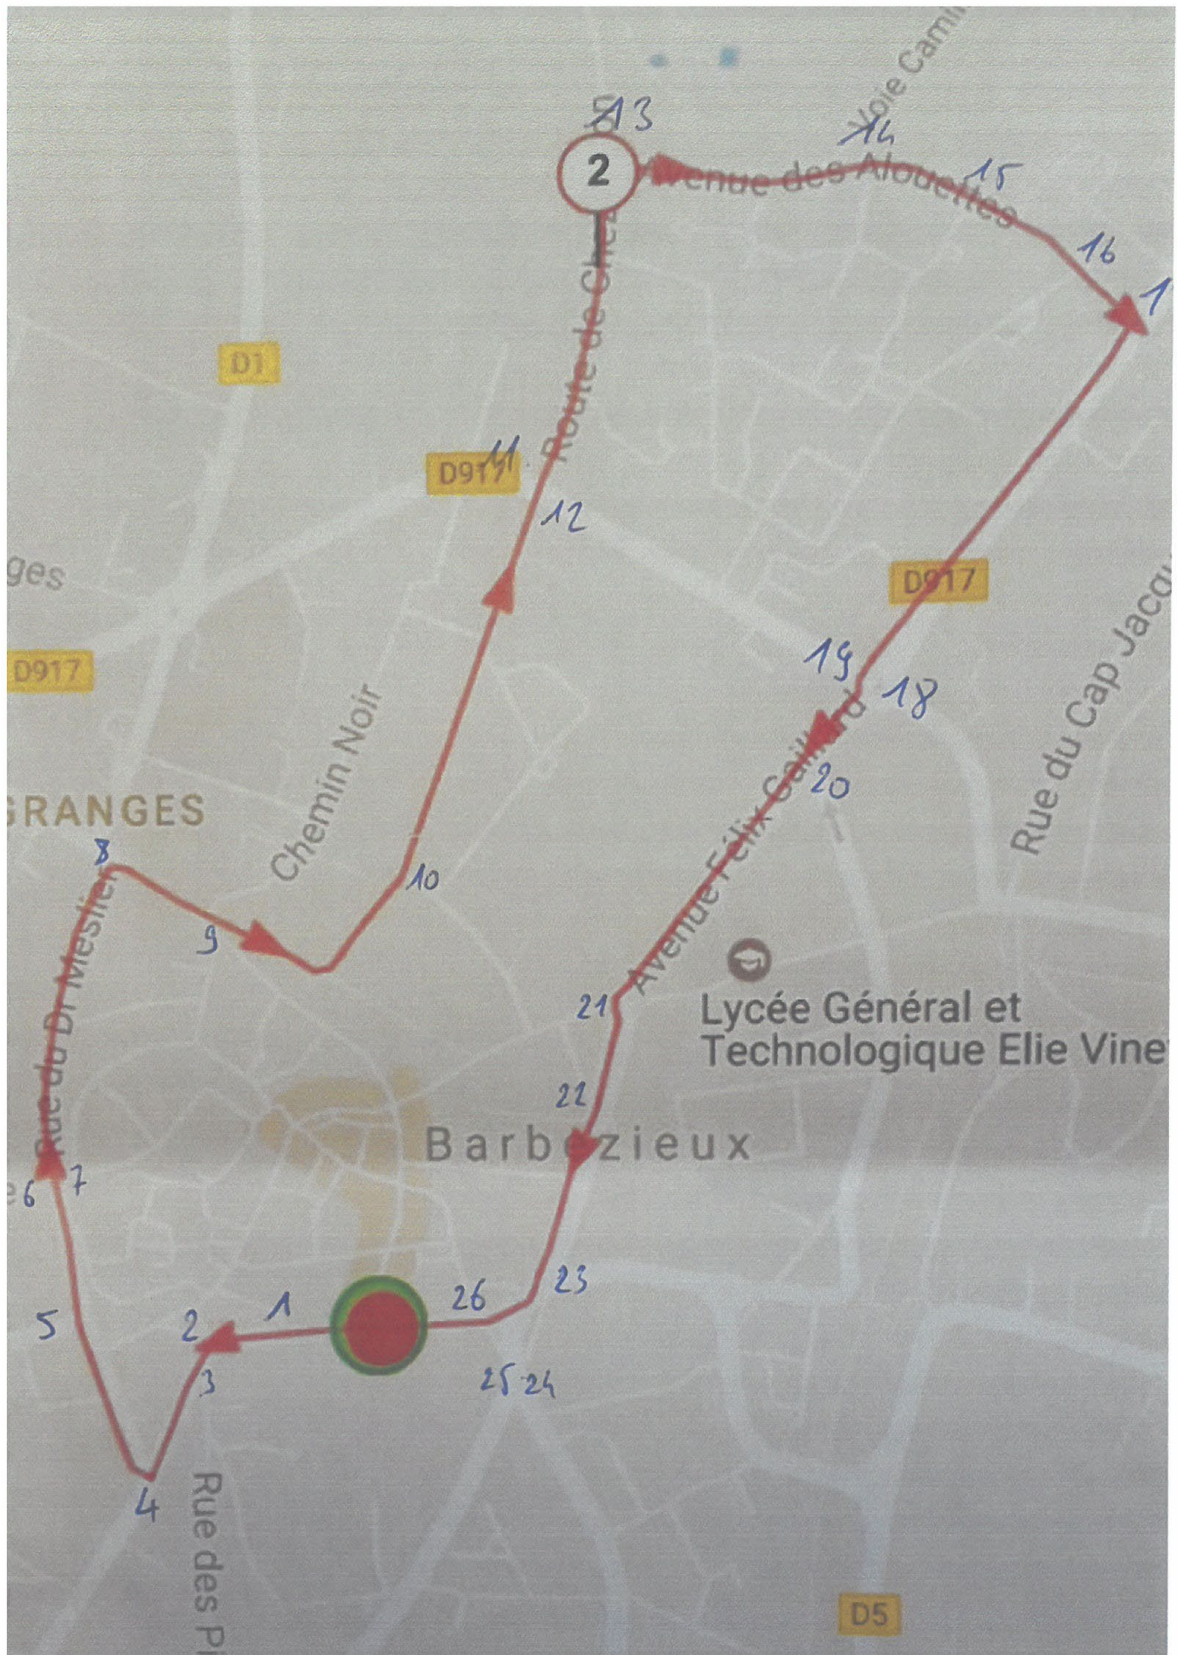 Voie Camil
13
2
14
Avenue des Alouettes
15
16
1
Route de Che
D1
D917
11
12
ges
D917
D917
19
18
Rue du Cap Jacqu
Chemin Noir
20
GRANGES
8
Avenue Félix Gaillard
10
9
Rue du Dr Meslier
21
Lycée Général et
Technologique Elie Vine
22
Barbezieux
6
7
5
2
1
26
23
3
25 24
4
Rue des Pi
D5